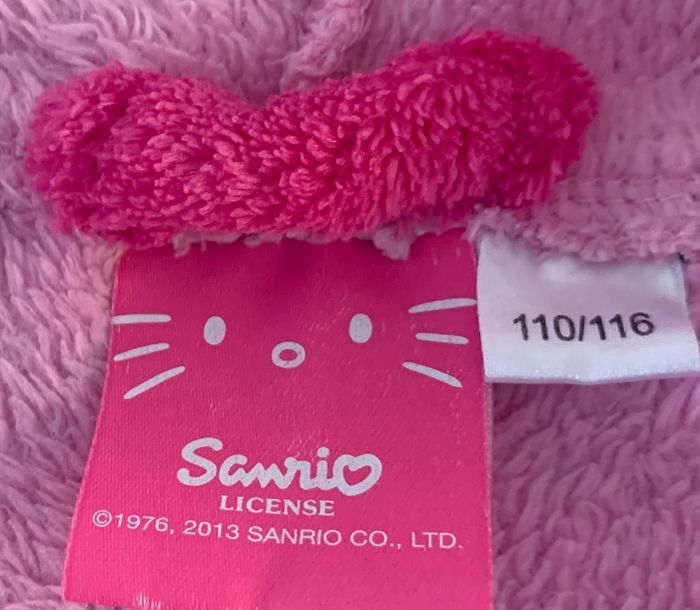 110/116
Sanrio
LICENSE
©1976, 2013 SANRIO CO., LTD.